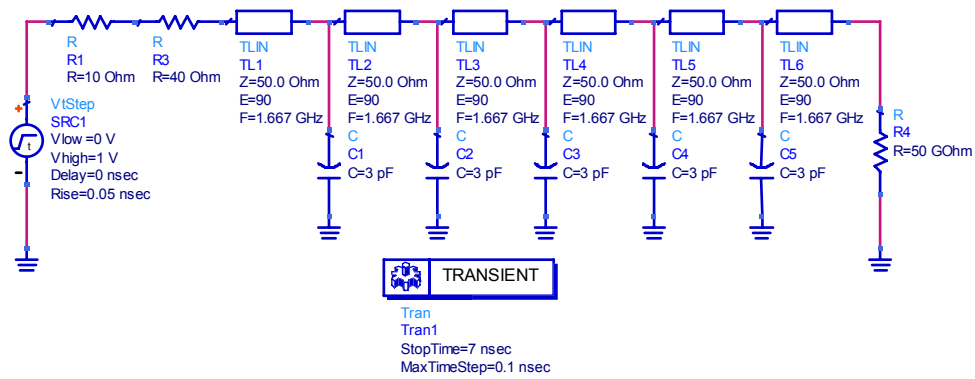 R
R1
R=10 Ohm
R
R3
R=40 Ohm
TLIN
TL1
Z=50.0 Ohm
E=90
F=1.667 GHz
TLIN
TL2
Z=50.0 Ohm
E=90
F=1.667 GHz
TLIN
TL3
Z=50.0 Ohm
E=90
F=1.667 GHz
TLIN
TL4
Z=50.0 Ohm
E=90
F=1.667 GHz
TLIN
TL5
Z=50.0 Ohm
E=90
F=1.667 GHz
TLIN
TL6
Z=50.0 Ohm
E=90
F=1.667 GHz
VtStep
SRC1
Vlow=0 V
Vhigh=1 V
Delay=0 nsec
Rise=0.05 nsec
+
t
-
C
C1
C=3 pF
C
C2
C=3 pF
C
C3
C=3 pF
C
C4
C=3 pF
C
C5
C=3 pF
R
R4
R=50 GOhm
TRANSIENT
Tran
Tran1
StopTime=7 nsec
MaxTimeStep=0.1 nsec